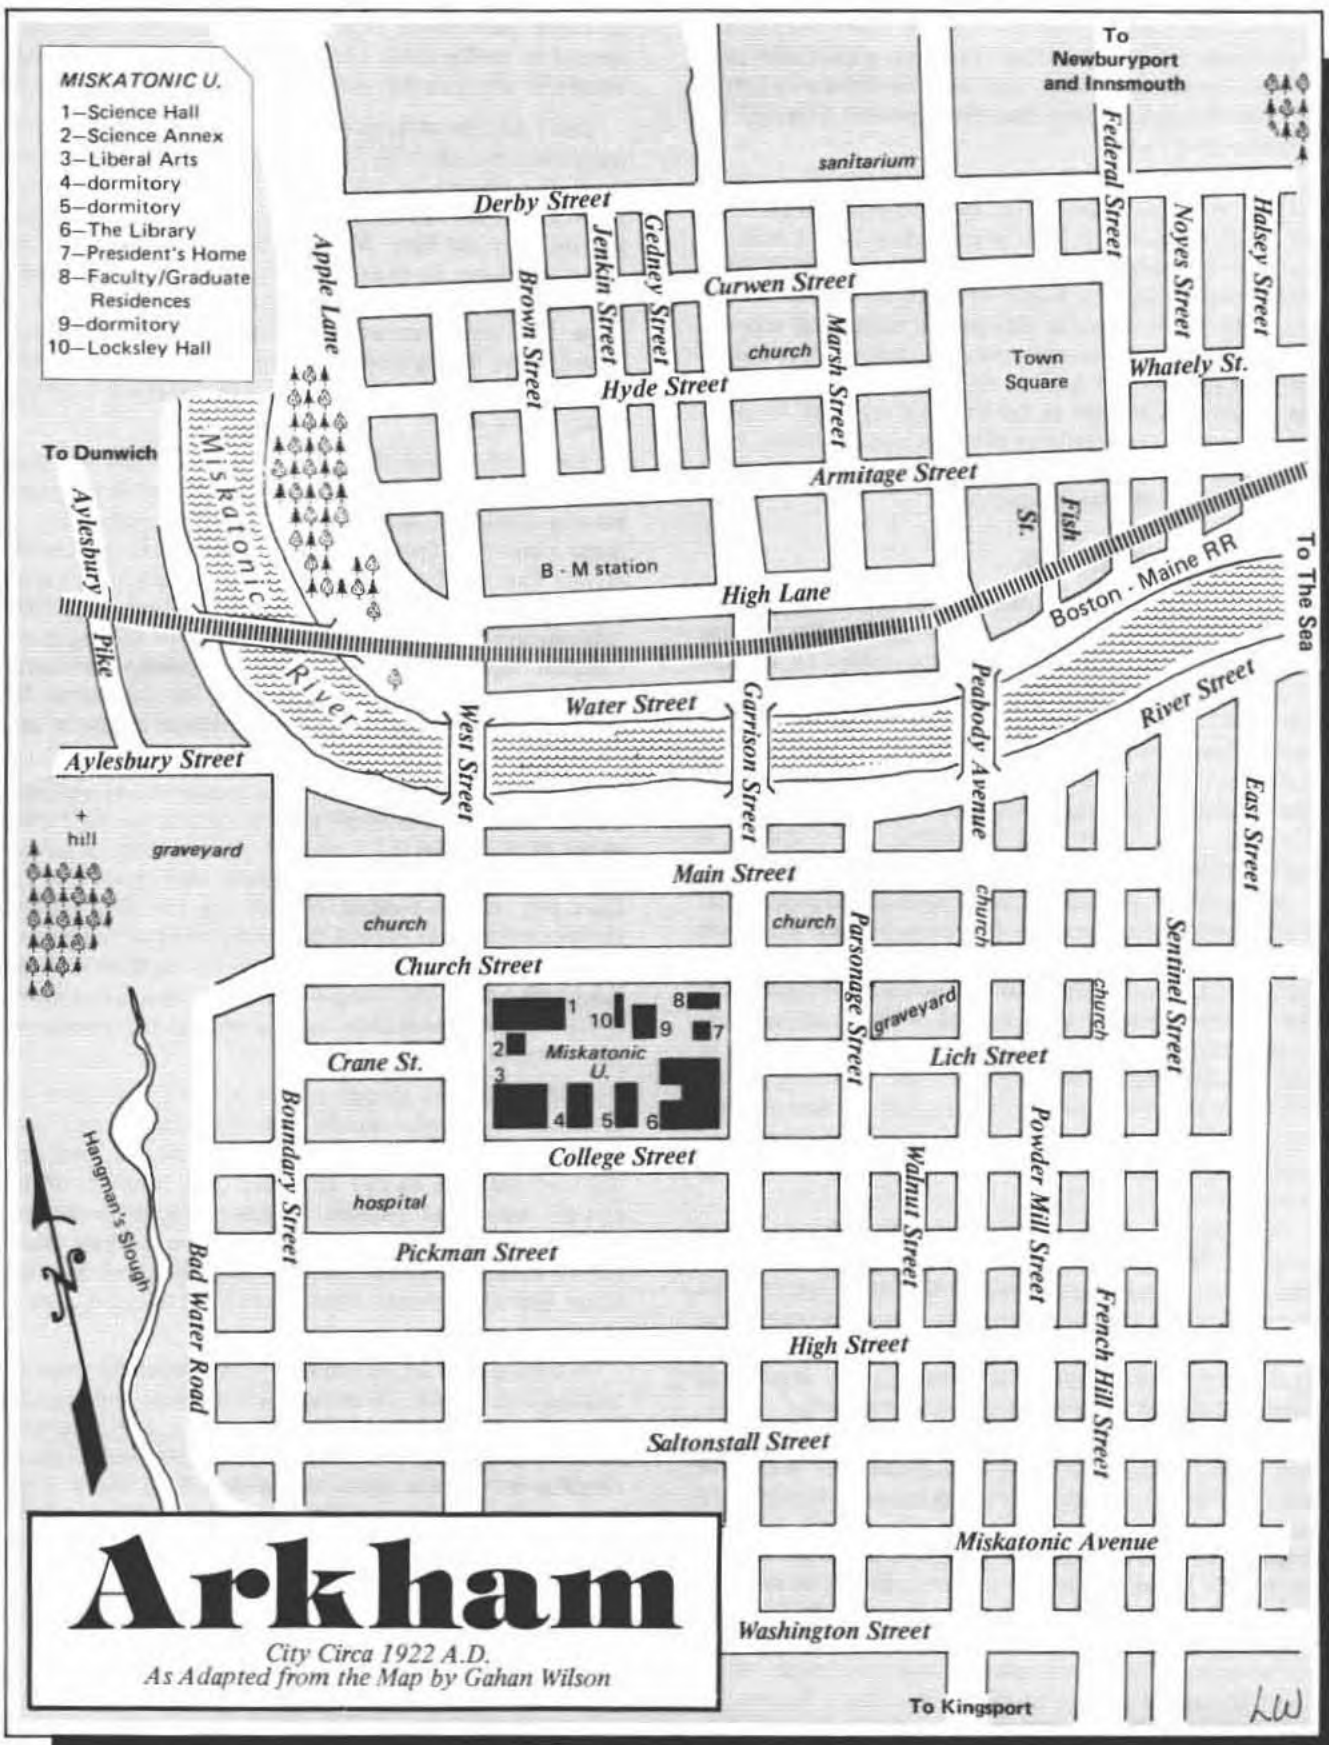 MISKATONIC U.
1—Science Hall
2—Science Annex
3—Liberal Arts
4—dormitory
5—dormitory
6—The Library
7—President's Home
8—Faculty/Graduate
Residences
9—dormitory
10—Locksley Hall
To
Newburyport
and Innsmouth
sanitarium
Federal Street
Derby Street
Apple Lane
Brown Street
Jenkin Street
Gedney Street
Curwen Street
Noyes Street
Halsey Street
church
Marsh Street
Town
Square
Whately St.
Hyde Street
To Dunwich
Miskatonic
River
Armitage Street
Aylesbury
Pike
B - M station
St.
Fish
High Lane
Boston - Maine RR
To The Sea
Water Street
West Street
Garrison Street
Peabody Avenue
River Street
Aylesbury Street
+
hill
graveyard
East Street
Main Street
church
church
Parsonage Street
church
Sentinel Street
Church Street
1
10
8
9
7
2
Miskatonic
U.
3
4
5
6
graveyard
church
Crane St.
Lich Street
Boundary Street
Hangman's Slough
College Street
Powder Mill Street
Walnut Street
hospital
Pickman Street
N
Bad Water Road
French Hill Street
High Street
Saltonstall Street
Miskatonic Avenue
Arkham
City Circa 1922 A.D.
As Adapted from the Map by Gahan Wilson
Washington Street
To Kingsport
LW